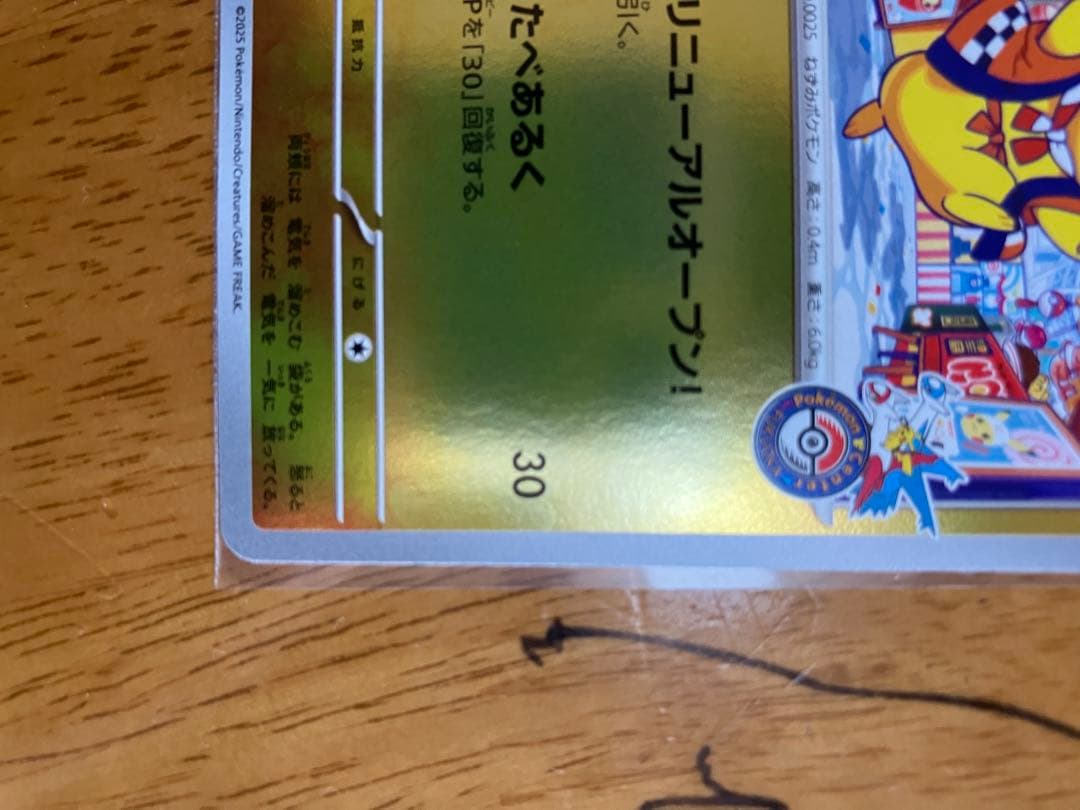 .0025 ねずみポケモン 高さ:0.4m 重さ:6.0kg
Pokémon Center
リニューアルオープン!
引く。
たべあるく 30
Pを「30」回復する。
抵抗力 にげる
両頬には 電気を 溜めこむ 袋がある。 怒ると
溜めこんだ 電気を 一気に 放ってくる。
©2025 Pokémon/Nintendo/Creatures/GAME FREAK.